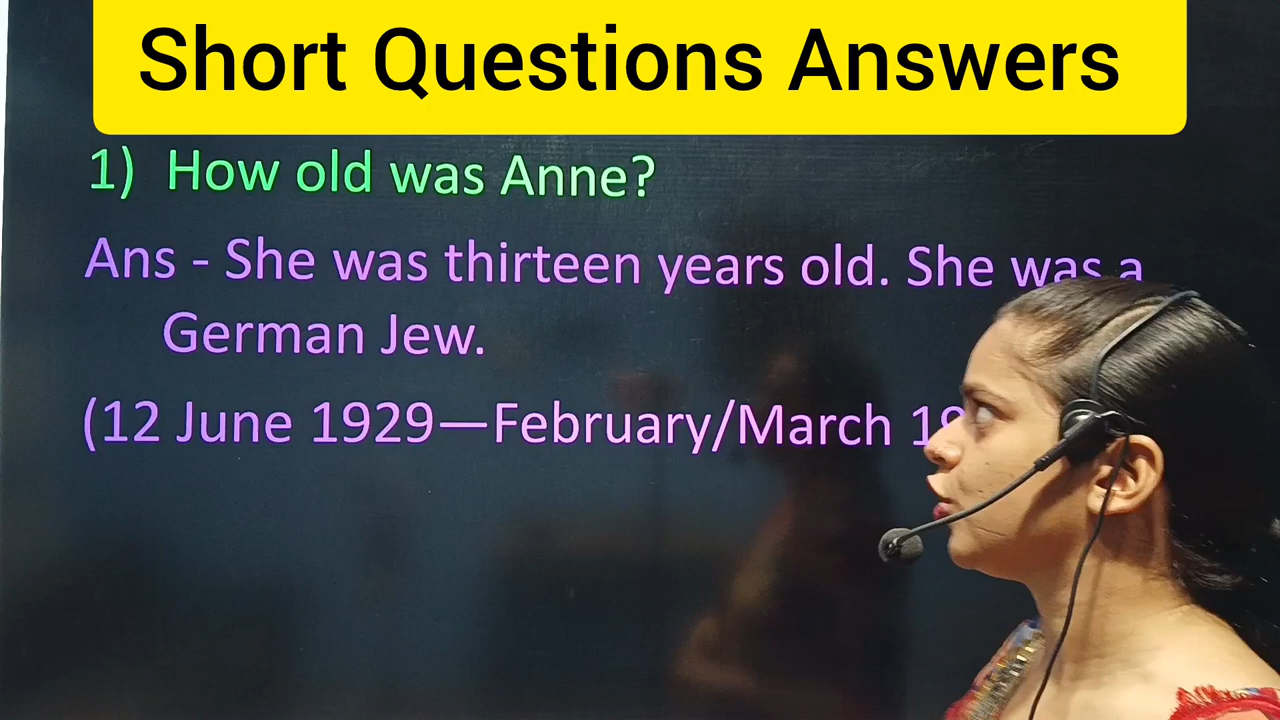 Short Questions Answers
1) How old was Anne?
Ans - She was thirteen years old. She was a
German Jew.
(12 June 1929—February/March